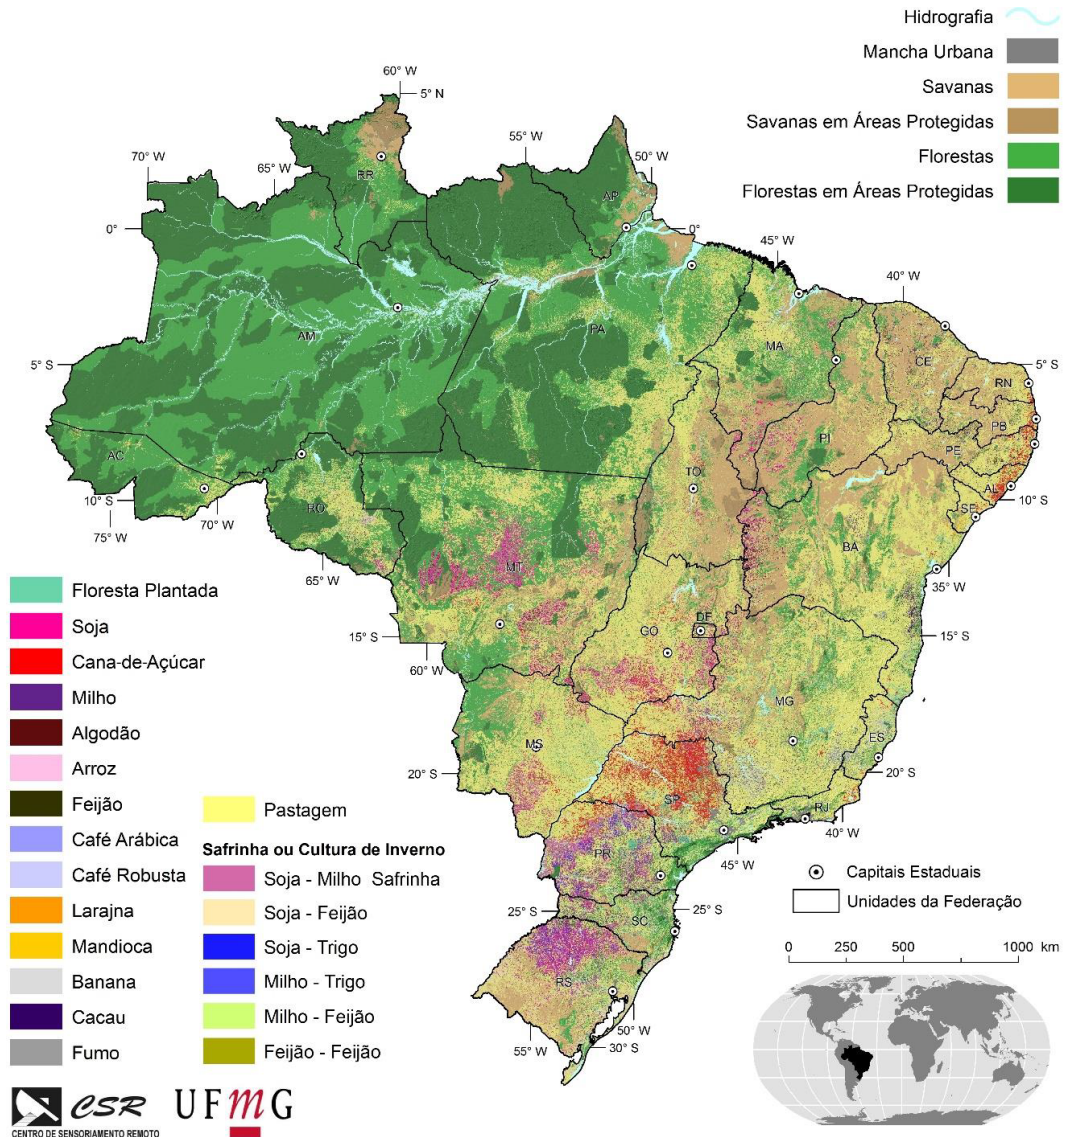 Hidrografia
Mancha Urbana
Savanas
Savanas em Áreas Protegidas
Florestas
Florestas em Áreas Protegidas
60° W
5° N
70° W
65° W
55° W
50° W
RR
AP
0°
0°
45° W
40° W
AM
PA
MA
CE
5° S
5° S
RN
PB
PI
PE
AC
TO
AL
10° S
10° S
SE
75° W
70° W
RO
BA
MT
35° W
65° W
DF
GO
15° S
15° S
60° W
MG
MS
ES
20° S
20° S
SP
RJ
40° W
PR
45° W
25° S
25° S
SC
RS
50° W
55° W
30° S
Floresta Plantada
Soja
Cana-de-Açúcar
Milho
Algodão
Arroz
Feijão
Café Arábica
Café Robusta
Larajna
Mandioca
Banana
Cacau
Fumo
Pastagem
Safrinha ou Cultura de Inverno
Soja - Milho Safrinha
Soja - Feijão
Soja - Trigo
Milho - Trigo
Milho - Feijão
Feijão - Feijão
Capitais Estaduais
Unidades da Federação
0 250 500 1000 km
CSR
CENTRO DE SENSORIAMENTO REMOTO
UFmG